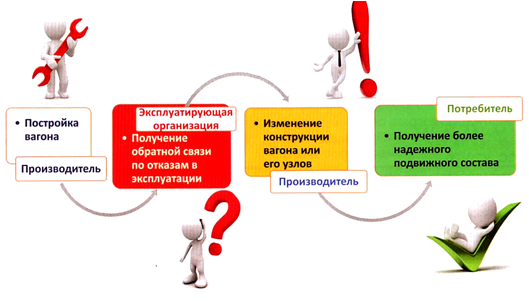 • Постройка
вагона
Производитель
Эксплуатирующая
организация
• Получение
обратной связи
по отказам в
эксплуатации
• Изменение
конструкции
вагона или
его узлов
Производитель
Потребитель
• Получение более
надежного
подвижного состава